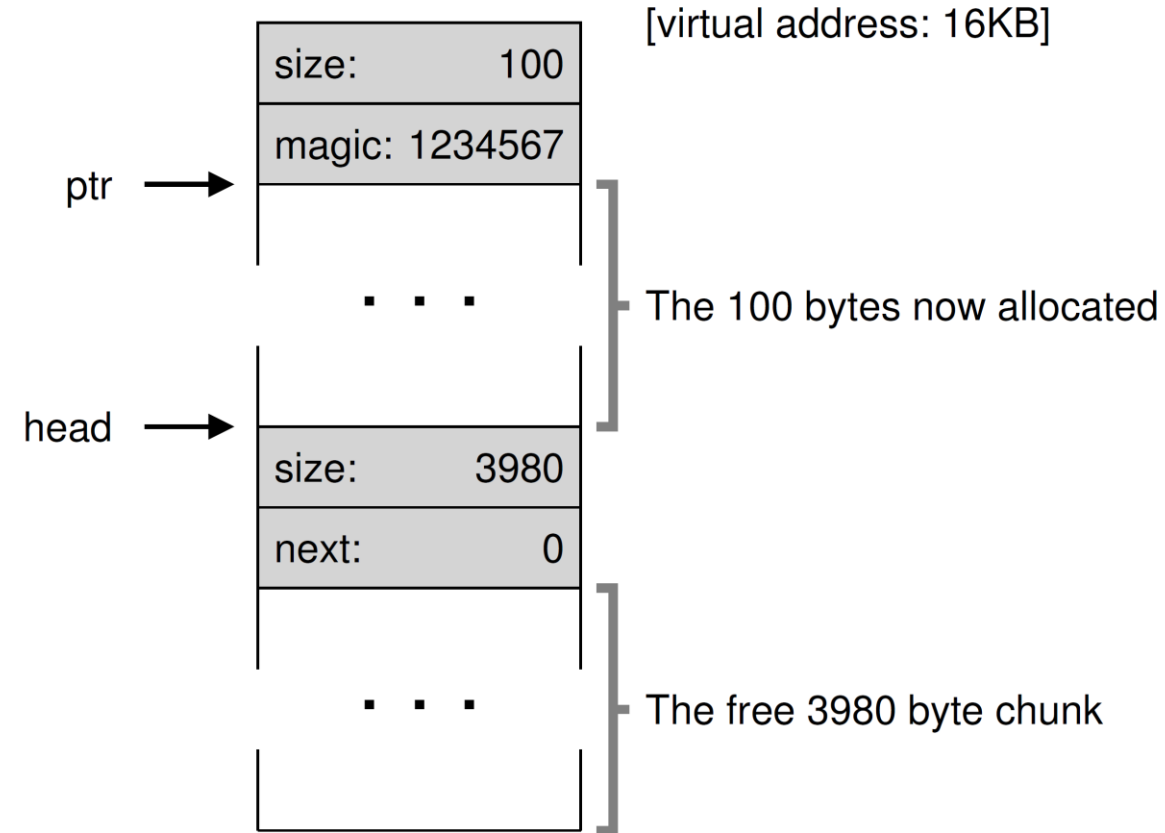 [virtual address: 16KB]
size: 100
magic: 1234567
ptr
. . .
The 100 bytes now allocated
head
size: 3980
next: 0
. . .
The free 3980 byte chunk